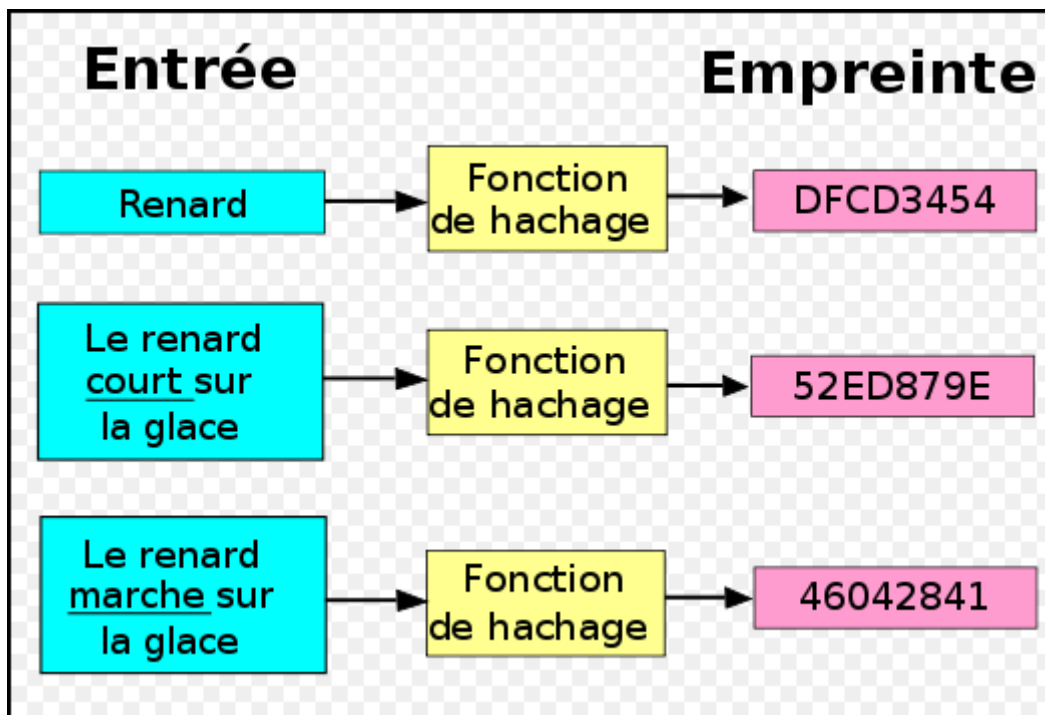 Entrée
Empreinte
Renard
Fonction
de hachage
DFCD3454
Le renard
court sur
la glace
Fonction
de hachage
52ED879E
Le renard
marche sur
la glace
Fonction
de hachage
46042841